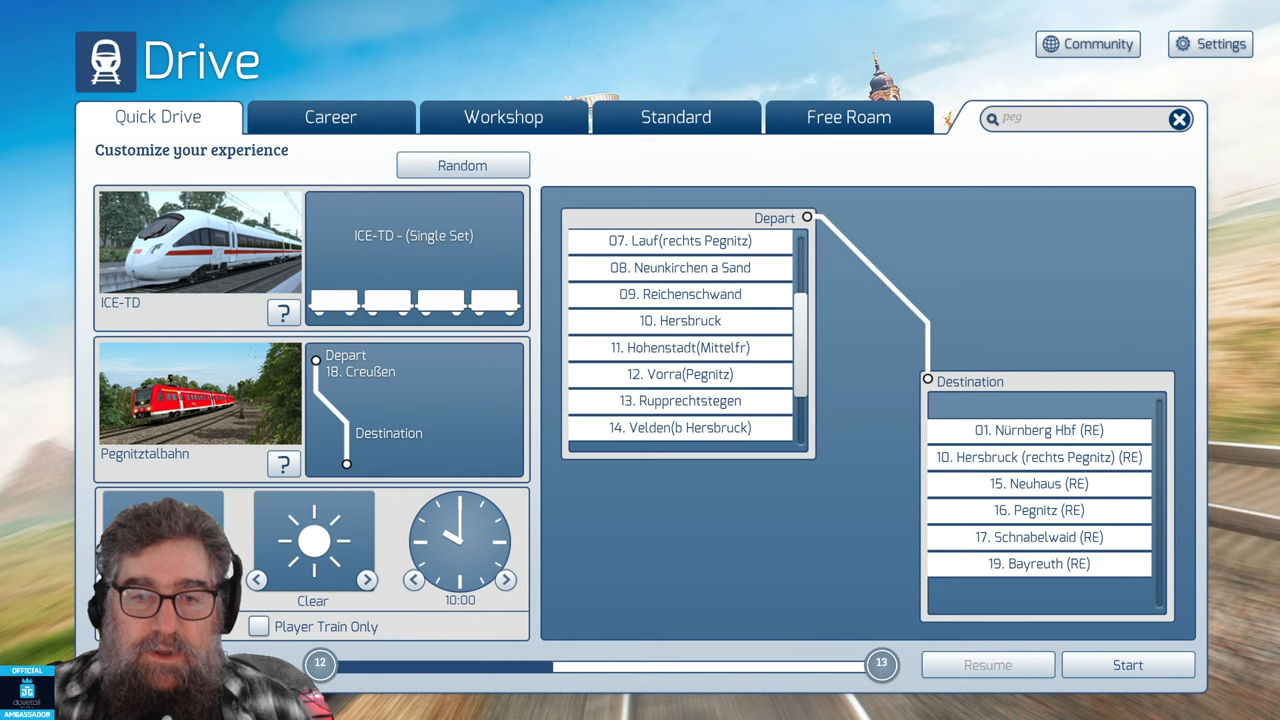 Drive
Community
Settings
Quick Drive
Career
Workshop
Standard
Free Roam
peg
Customize your experience
Random
ICE-TD - (Single Set)
ICE-TD
?
Depart
18. Creußen
Destination
Pegnitztalbahn
?
Clear
10:00
Player Train Only
Depart
07. Lauf(rechts Pegnitz)
08. Neunkirchen a Sand
09. Reichenschwand
10. Hersbruck
11. Hohenstadt(Mittelfr)
12. Vorra(Pegnitz)
13. Rupprechtstegen
14. Velden(b Hersbruck)
Destination
01. Nürnberg Hbf (RE)
10. Hersbruck (rechts Pegnitz) (RE)
15. Neuhaus (RE)
16. Pegnitz (RE)
17. Schnabelwaid (RE)
19. Bayreuth (RE)
12
13
Resume
Start
OFFICIAL
dovetail
AMBASSADOR